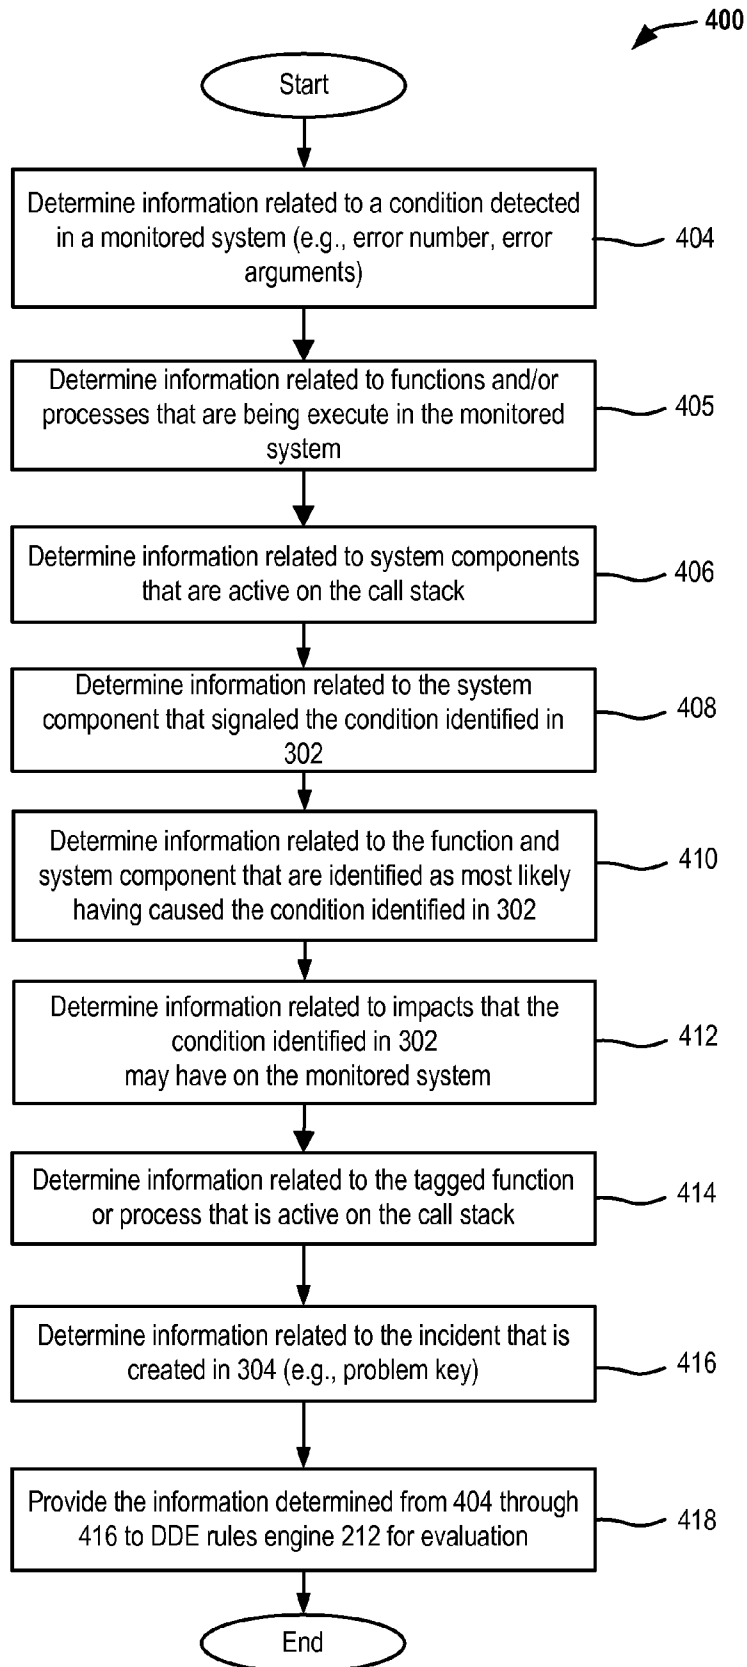 400
Start
Determine information related to a condition detected
in a monitored system (e.g., error number, error
arguments)
404
Determine information related to functions and/or
processes that are being execute in the monitored
system
405
Determine information related to system components
that are active on the call stack
406
Determine information related to the system
component that signaled the condition identified in
302
408
Determine information related to the function and
system component that are identified as most likely
having caused the condition identified in 302
410
Determine information related to impacts that the
condition identified in 302
may have on the monitored system
412
Determine information related to the tagged function
or process that is active on the call stack
414
Determine information related to the incident that is
created in 304 (e.g., problem key)
416
Provide the information determined from 404 through
416 to DDE rules engine 212 for evaluation
418
End